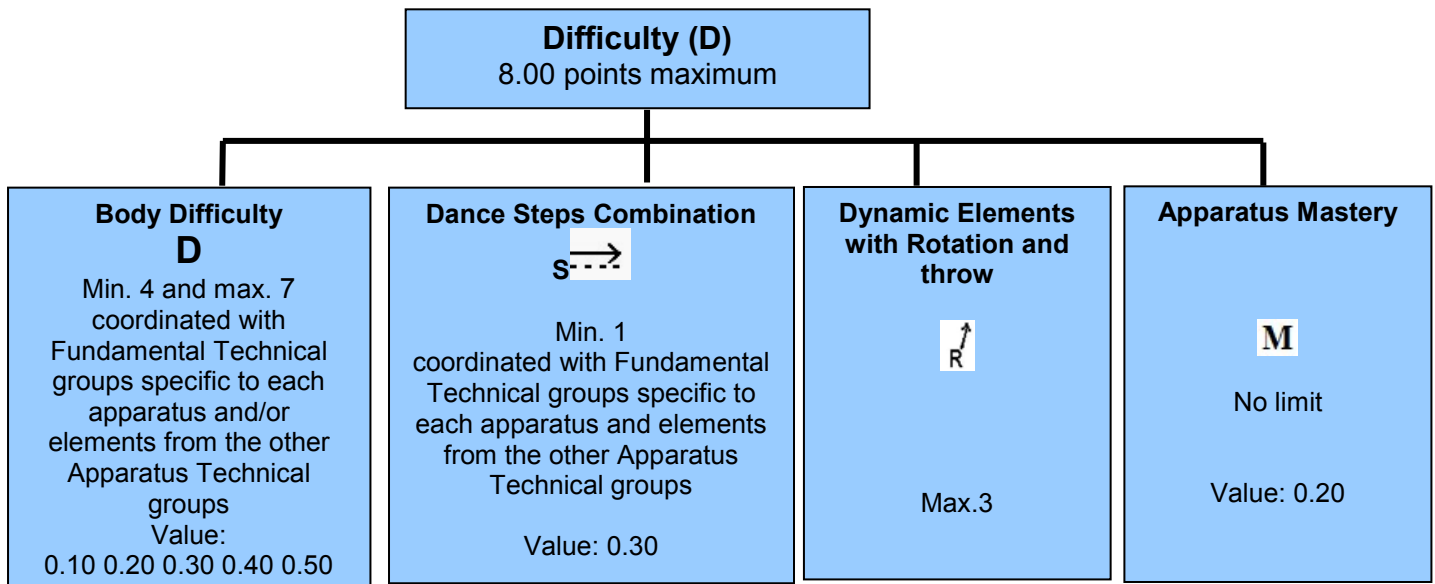 Difficulty (D)
8.00 points maximum
Body Difficulty
D
Min. 4 and max. 7
coordinated with
Fundamental Technical
groups specific to each
apparatus and/or
elements from the other
Apparatus Technical
groups
Value:
0.10 0.20 0.30 0.40 0.50
Dance Steps Combination
S
Min. 1
coordinated with Fundamental
Technical groups specific to
each apparatus and elements
from the other Apparatus
Technical groups
Value: 0.30
Dynamic Elements
with Rotation and
throw
R
Max.3
Apparatus Mastery
M
No limit
Value: 0.20